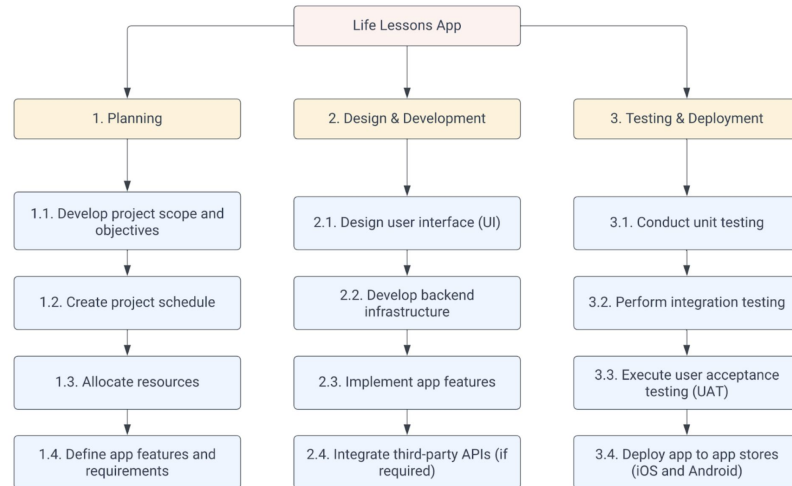 Life Lessons App
1. Planning
2. Design & Development
3. Testing & Deployment
1.1. Develop project scope and
objectives
2.1. Design user interface (UI)
3.1. Conduct unit testing
1.2. Create project schedule
2.2. Develop backend
infrastructure
3.2. Perform integration testing
1.3. Allocate resources
2.3. Implement app features
3.3. Execute user acceptance
testing (UAT)
1.4. Define app features and
requirements
2.4. Integrate third-party APIs (if
required)
3.4. Deploy app to app stores
(iOS and Android)